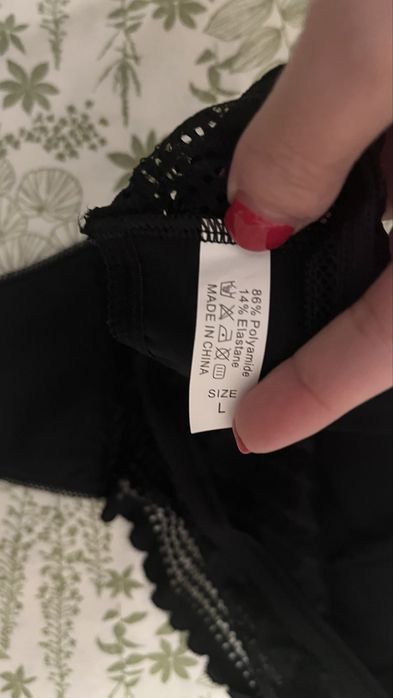 86% Polyamide
14% Elastane
MADE IN CHINA
SIZE
L